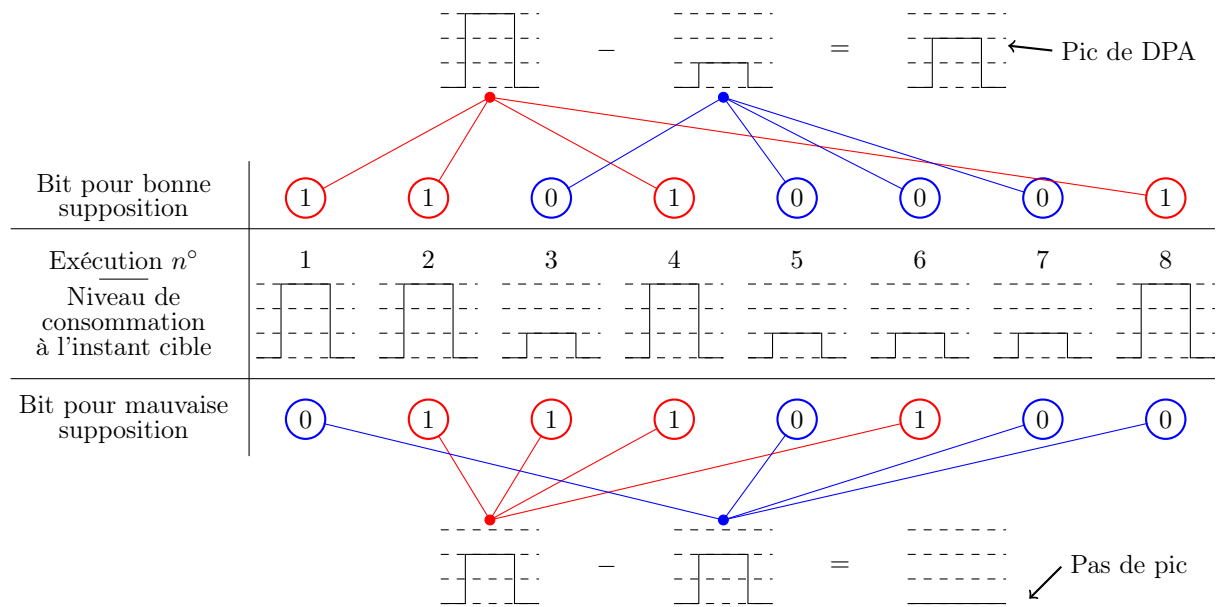 − = Pic de DPA
Bit pour bonne
supposition
1 1 0 1 0 0 0 1
Exécution n° 1 2 3 4 5 6 7 8
Niveau de
consommation
à l'instant cible
Bit pour mauvaise
supposition
0 1 1 1 0 1 0 0
− = Pas de pic